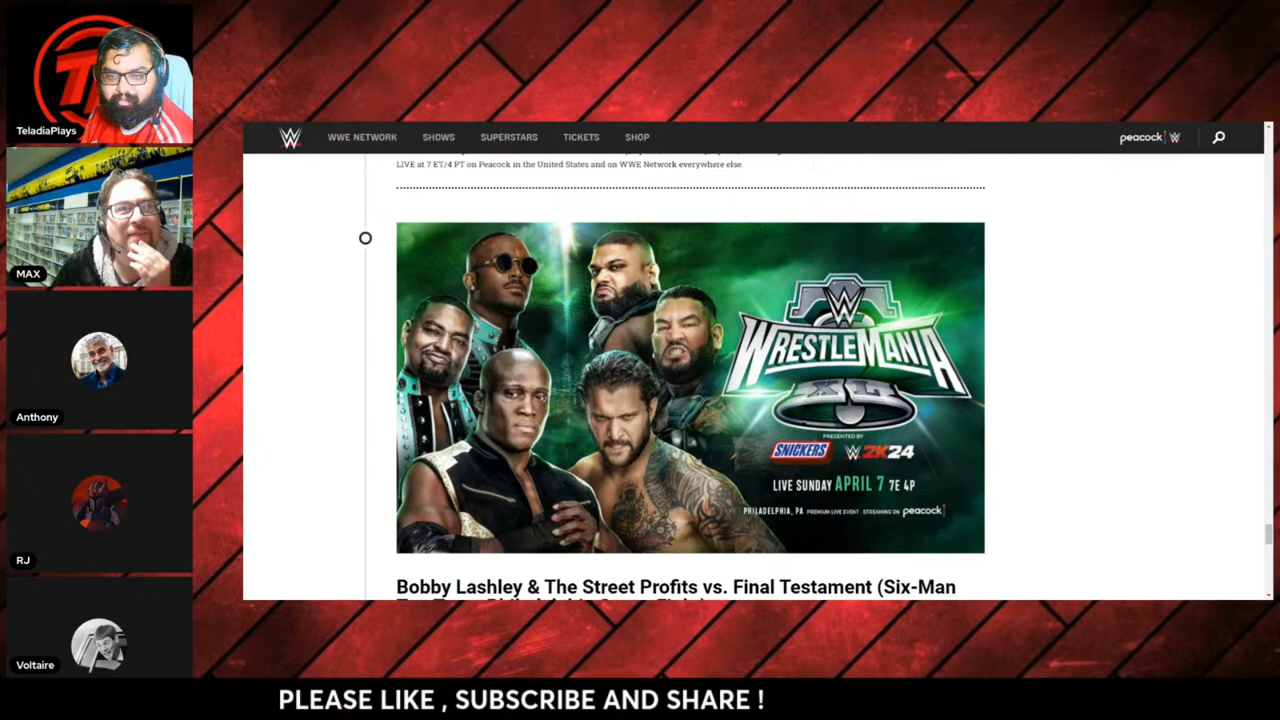 TeladiaPlays
MAX
Anthony
RJ
Voltaire
WWE NETWORK SHOWS SUPERSTARS TICKETS SHOP peacock
LIVE at 7 ET/4 PT on Peacock in the United States and on WWE Network everywhere else.
WRESTLEMANIA
XL
PRESENTED BY
SNICKERS W 2K24
LIVE SUNDAY APRIL 7 7E 4P
PHILADELPHIA, PA PREMIUM LIVE EVENT STREAMING ON peacock
Bobby Lashley & The Street Profits vs. Final Testament (Six-Man
PLEASE LIKE , SUBSCRIBE AND SHARE !